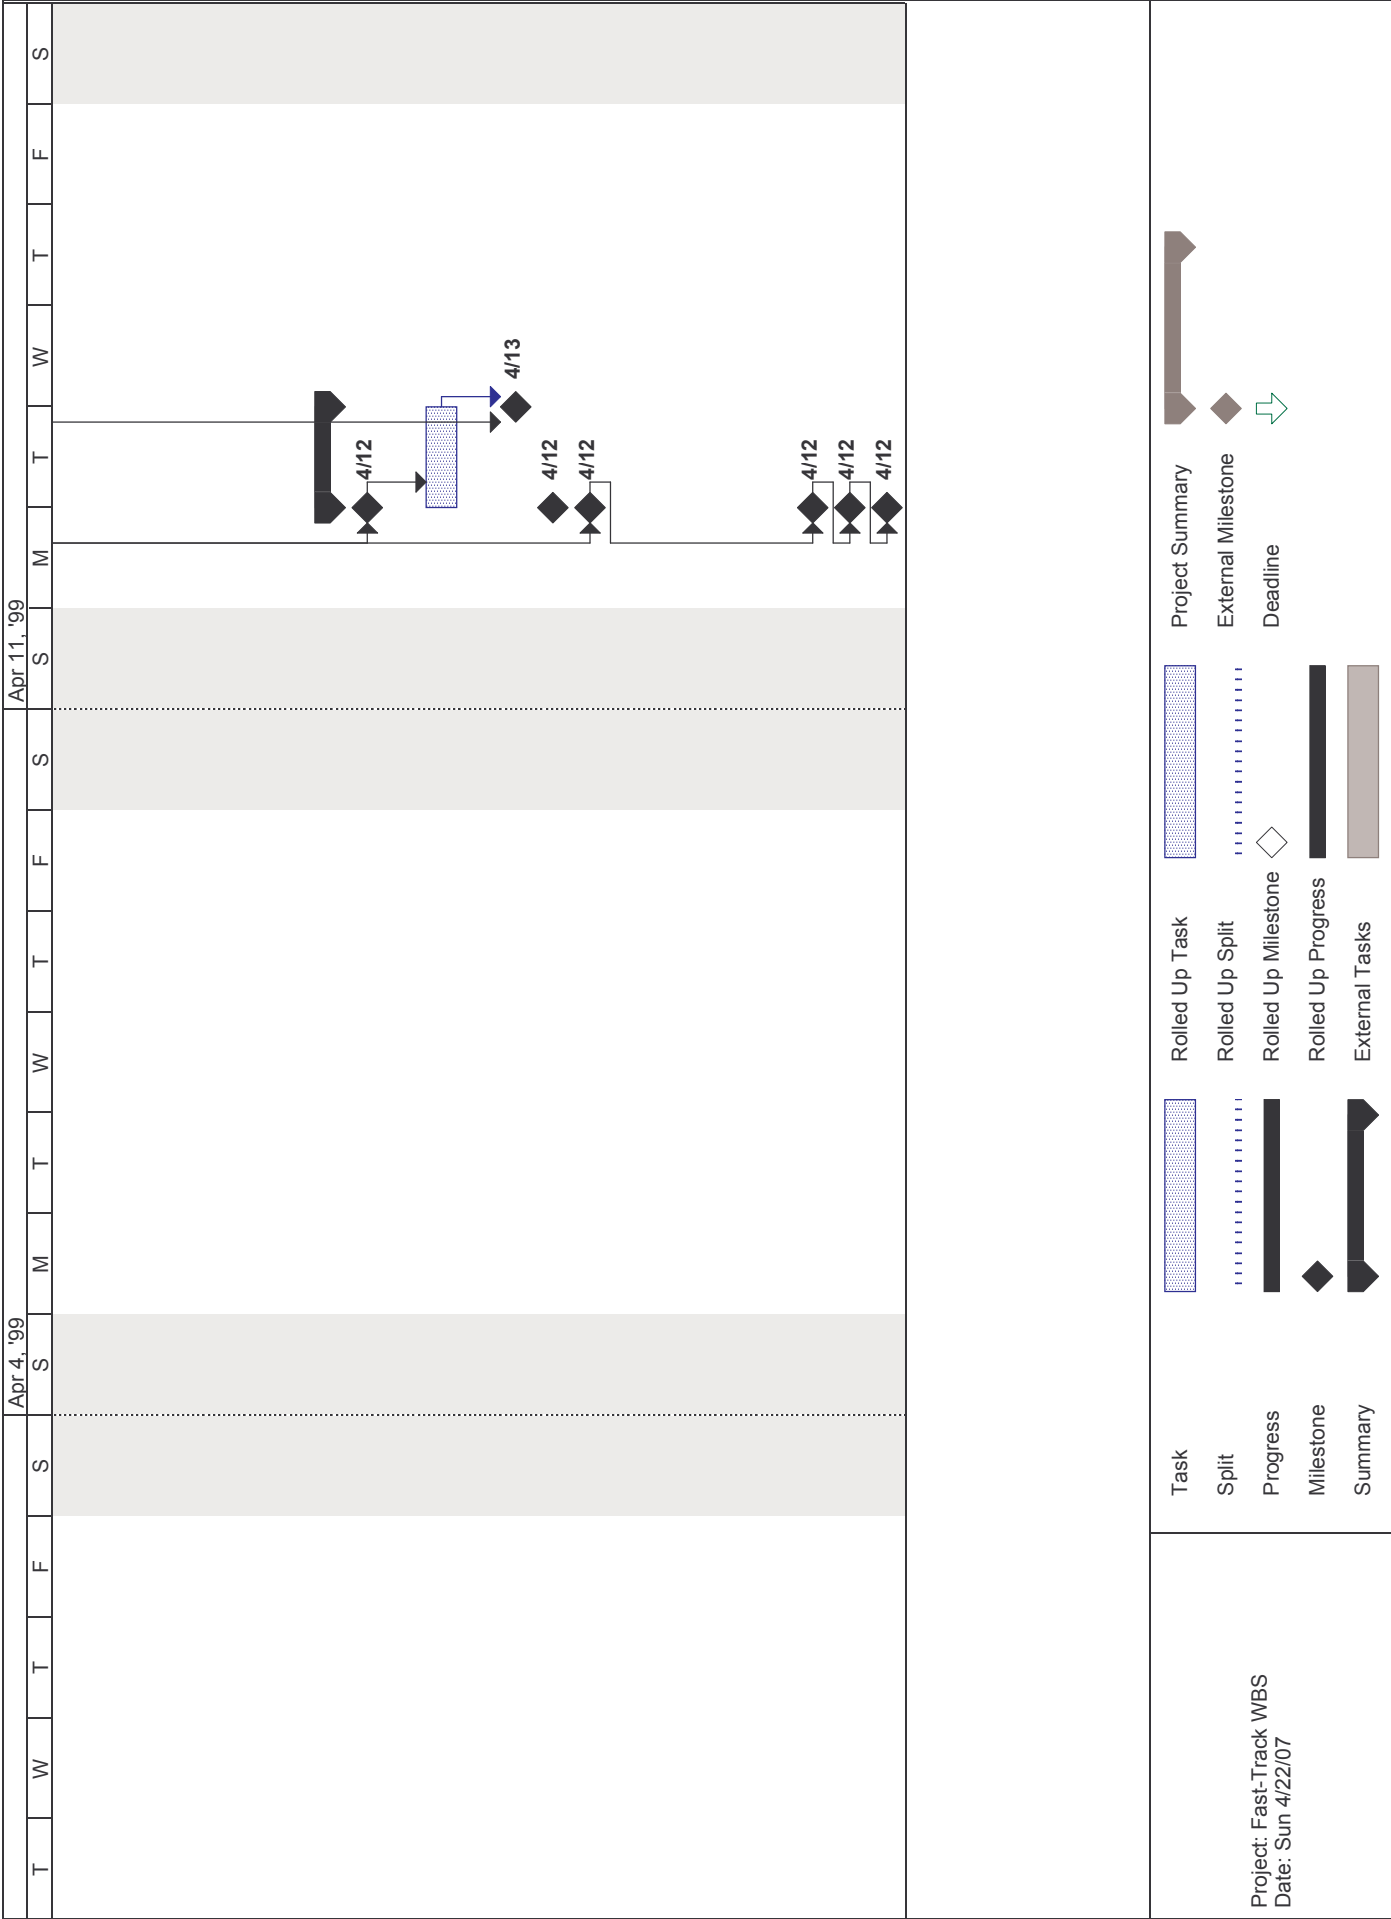 Apr 4, '99
Apr 11, '99
T W T F S S M T W T F S S M T W T F S
4/12
4/13
4/12
4/12
4/12
4/12
4/12
Project: Fast-Track WBS
Date: Sun 4/22/07
Task
Split
Progress
Milestone
Summary
Rolled Up Task
Rolled Up Split
Rolled Up Milestone
Rolled Up Progress
External Tasks
Project Summary
External Milestone
Deadline